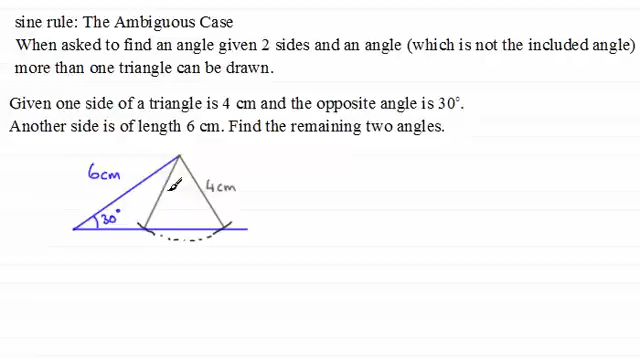 sine rule: The Ambiguous Case
When asked to find an angle given 2 sides and an angle (which is not the included angle)
more than one triangle can be drawn.
Given one side of a triangle is 4 cm and the opposite angle is 30°.
Another side is of length 6 cm. Find the remaining two angles.
6cm
4cm
30°